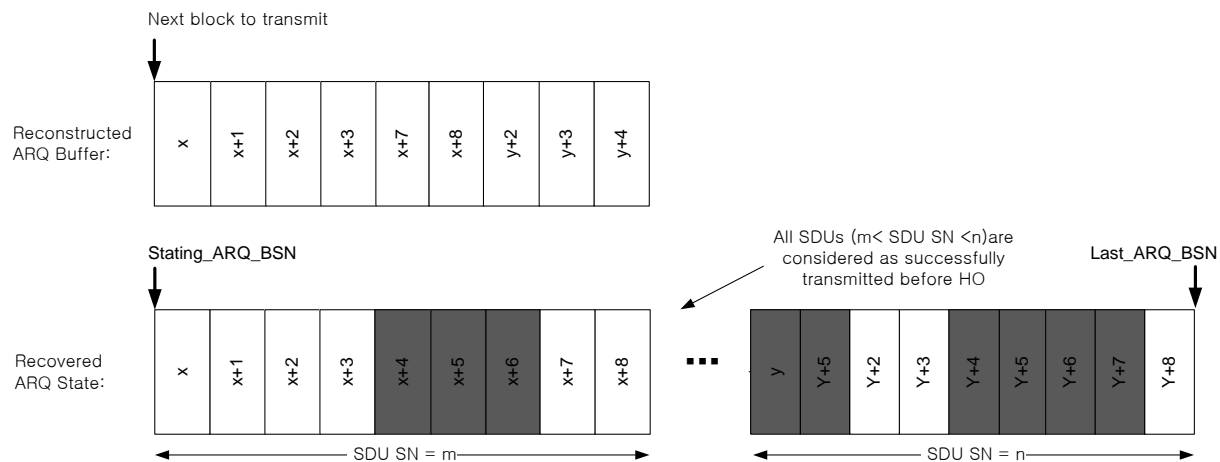 Next block to transmit
Reconstructed
ARQ Buffer:
x
x+1
x+2
x+3
x+7
x+8
y+2
y+3
y+4
Stating_ARQ_BSN
All SDUs (m< SDU SN <n)are
considered as successfully
transmitted before HO
Last_ARQ_BSN
Recovered
ARQ State:
x
x+1
x+2
x+3
x+4
x+5
x+6
x+7
x+8
...
y
Y+5
Y+2
Y+3
Y+4
Y+5
Y+6
Y+7
Y+8
SDU SN = m
SDU SN = n